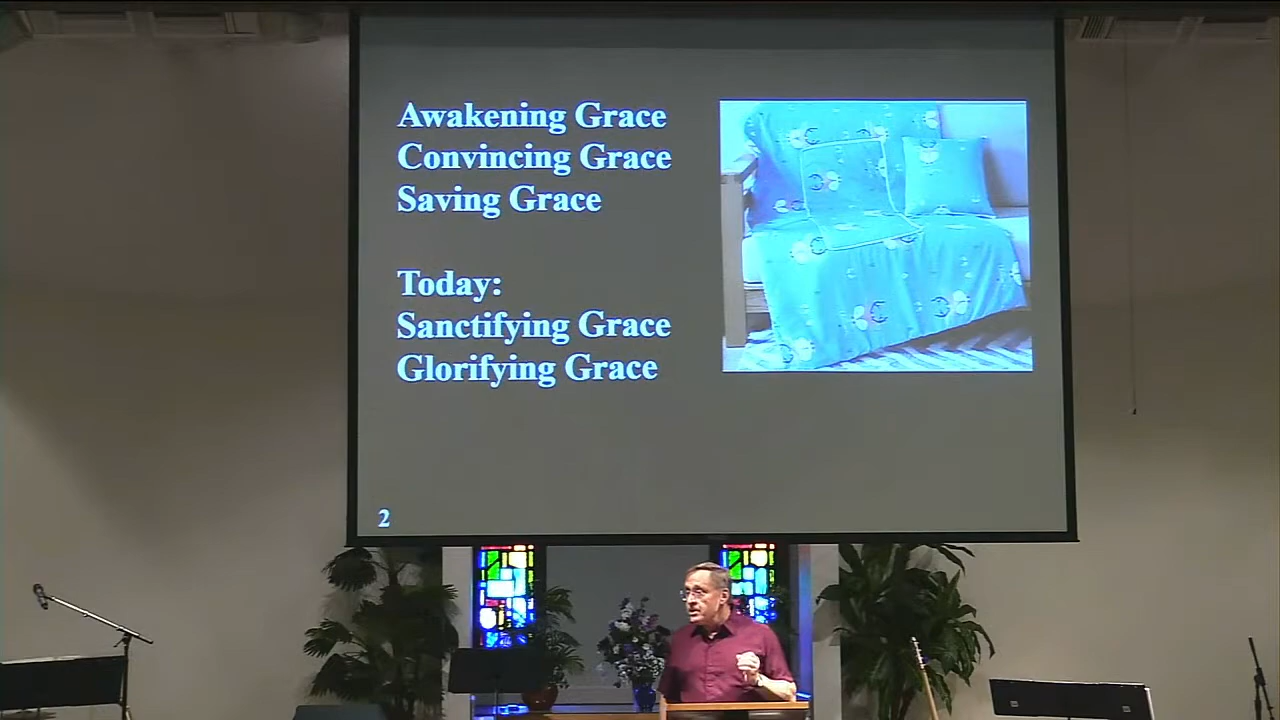 Awakening Grace
Convincing Grace
Saving Grace
Today:
Sanctifying Grace
Glorifying Grace
2